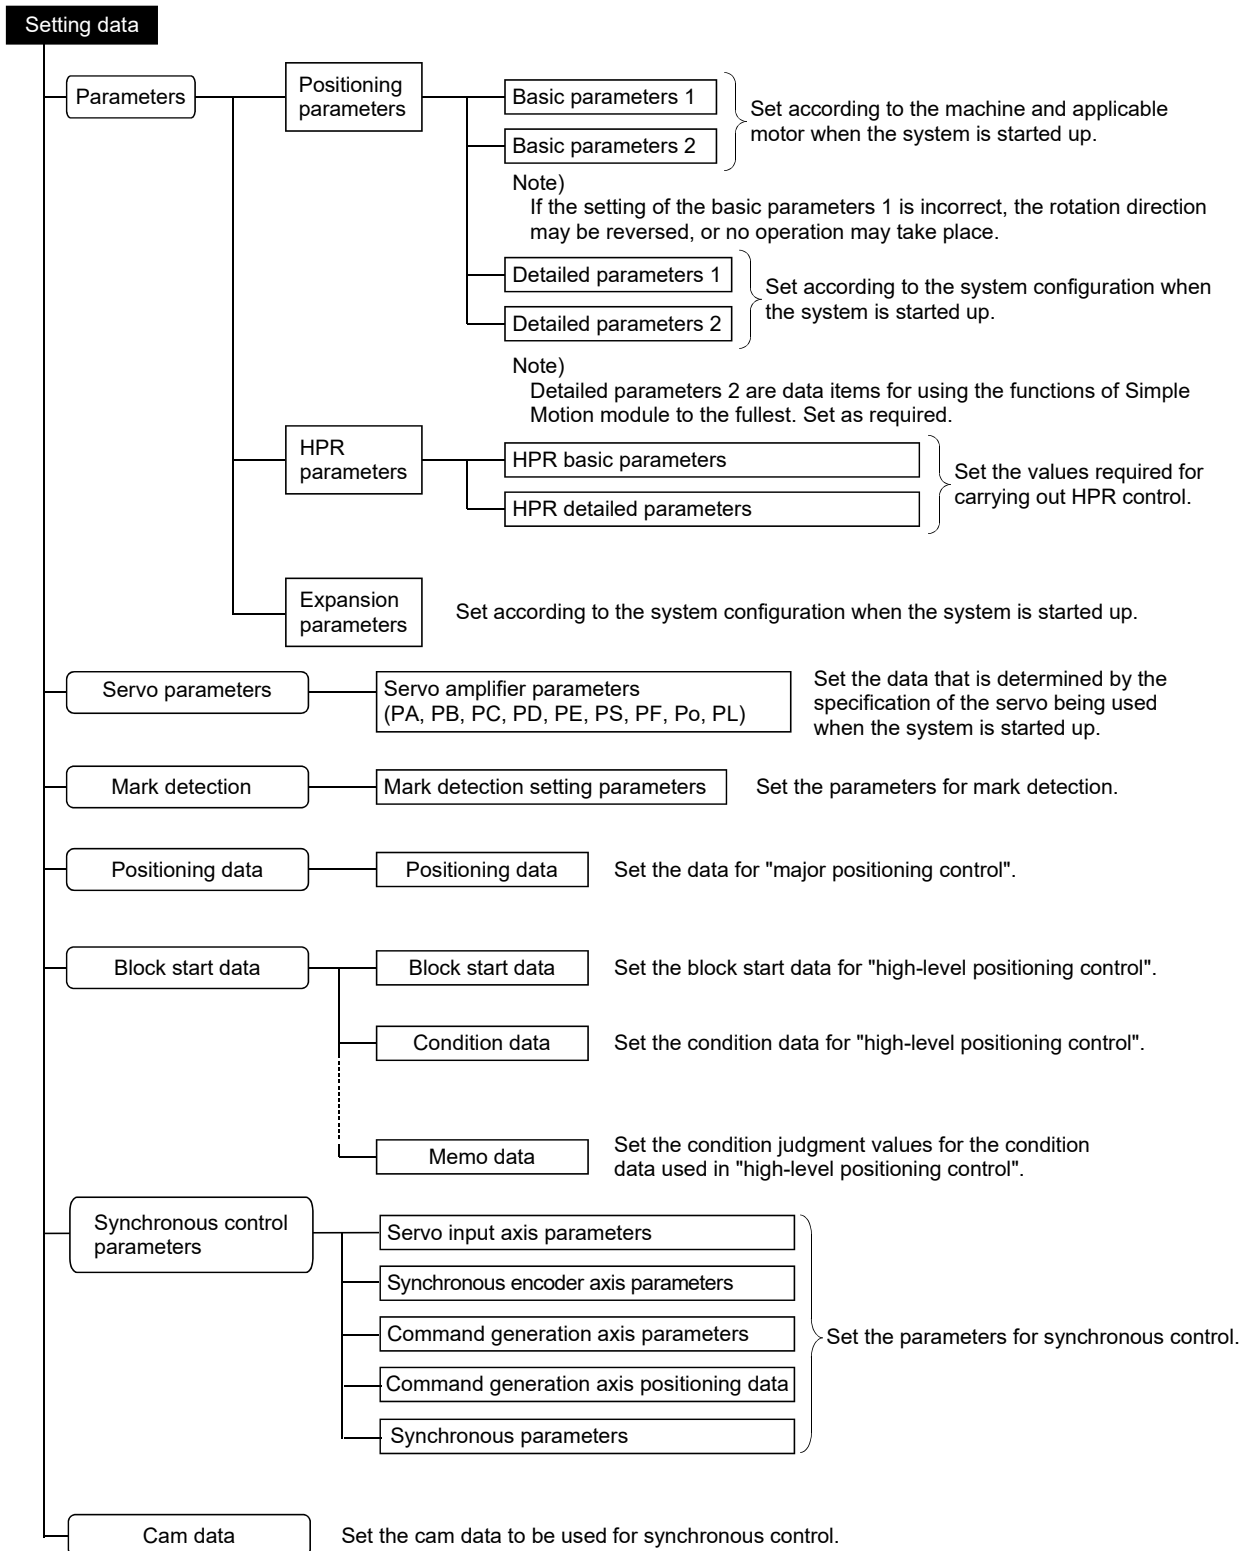 Setting data
Parameters
Positioning
parameters
Basic parameters 1
Basic parameters 2
Set according to the machine and applicable
motor when the system is started up.
Note)
If the setting of the basic parameters 1 is incorrect, the rotation direction
may be reversed, or no operation may take place.
Detailed parameters 1
Detailed parameters 2
Set according to the system configuration when
the system is started up.
Note)
Detailed parameters 2 are data items for using the functions of Simple
Motion module to the fullest. Set as required.
HPR
parameters
HPR basic parameters
HPR detailed parameters
Set the values required for
carrying out HPR control.
Expansion
parameters
Set according to the system configuration when the system is started up.
Servo parameters
Servo amplifier parameters
(PA, PB, PC, PD, PE, PS, PF, Po, PL)
Set the data that is determined by the
specification of the servo being used
when the system is started up.
Mark detection
Mark detection setting parameters
Set the parameters for mark detection.
Positioning data
Positioning data
Set the data for "major positioning control".
Block start data
Block start data
Set the block start data for "high-level positioning control".
Condition data
Set the condition data for "high-level positioning control".
Memo data
Set the condition judgment values for the condition
data used in "high-level positioning control".
Synchronous control
parameters
Servo input axis parameters
Synchronous encoder axis parameters
Command generation axis parameters
Command generation axis positioning data
Synchronous parameters
Set the parameters for synchronous control.
Cam data
Set the cam data to be used for synchronous control.